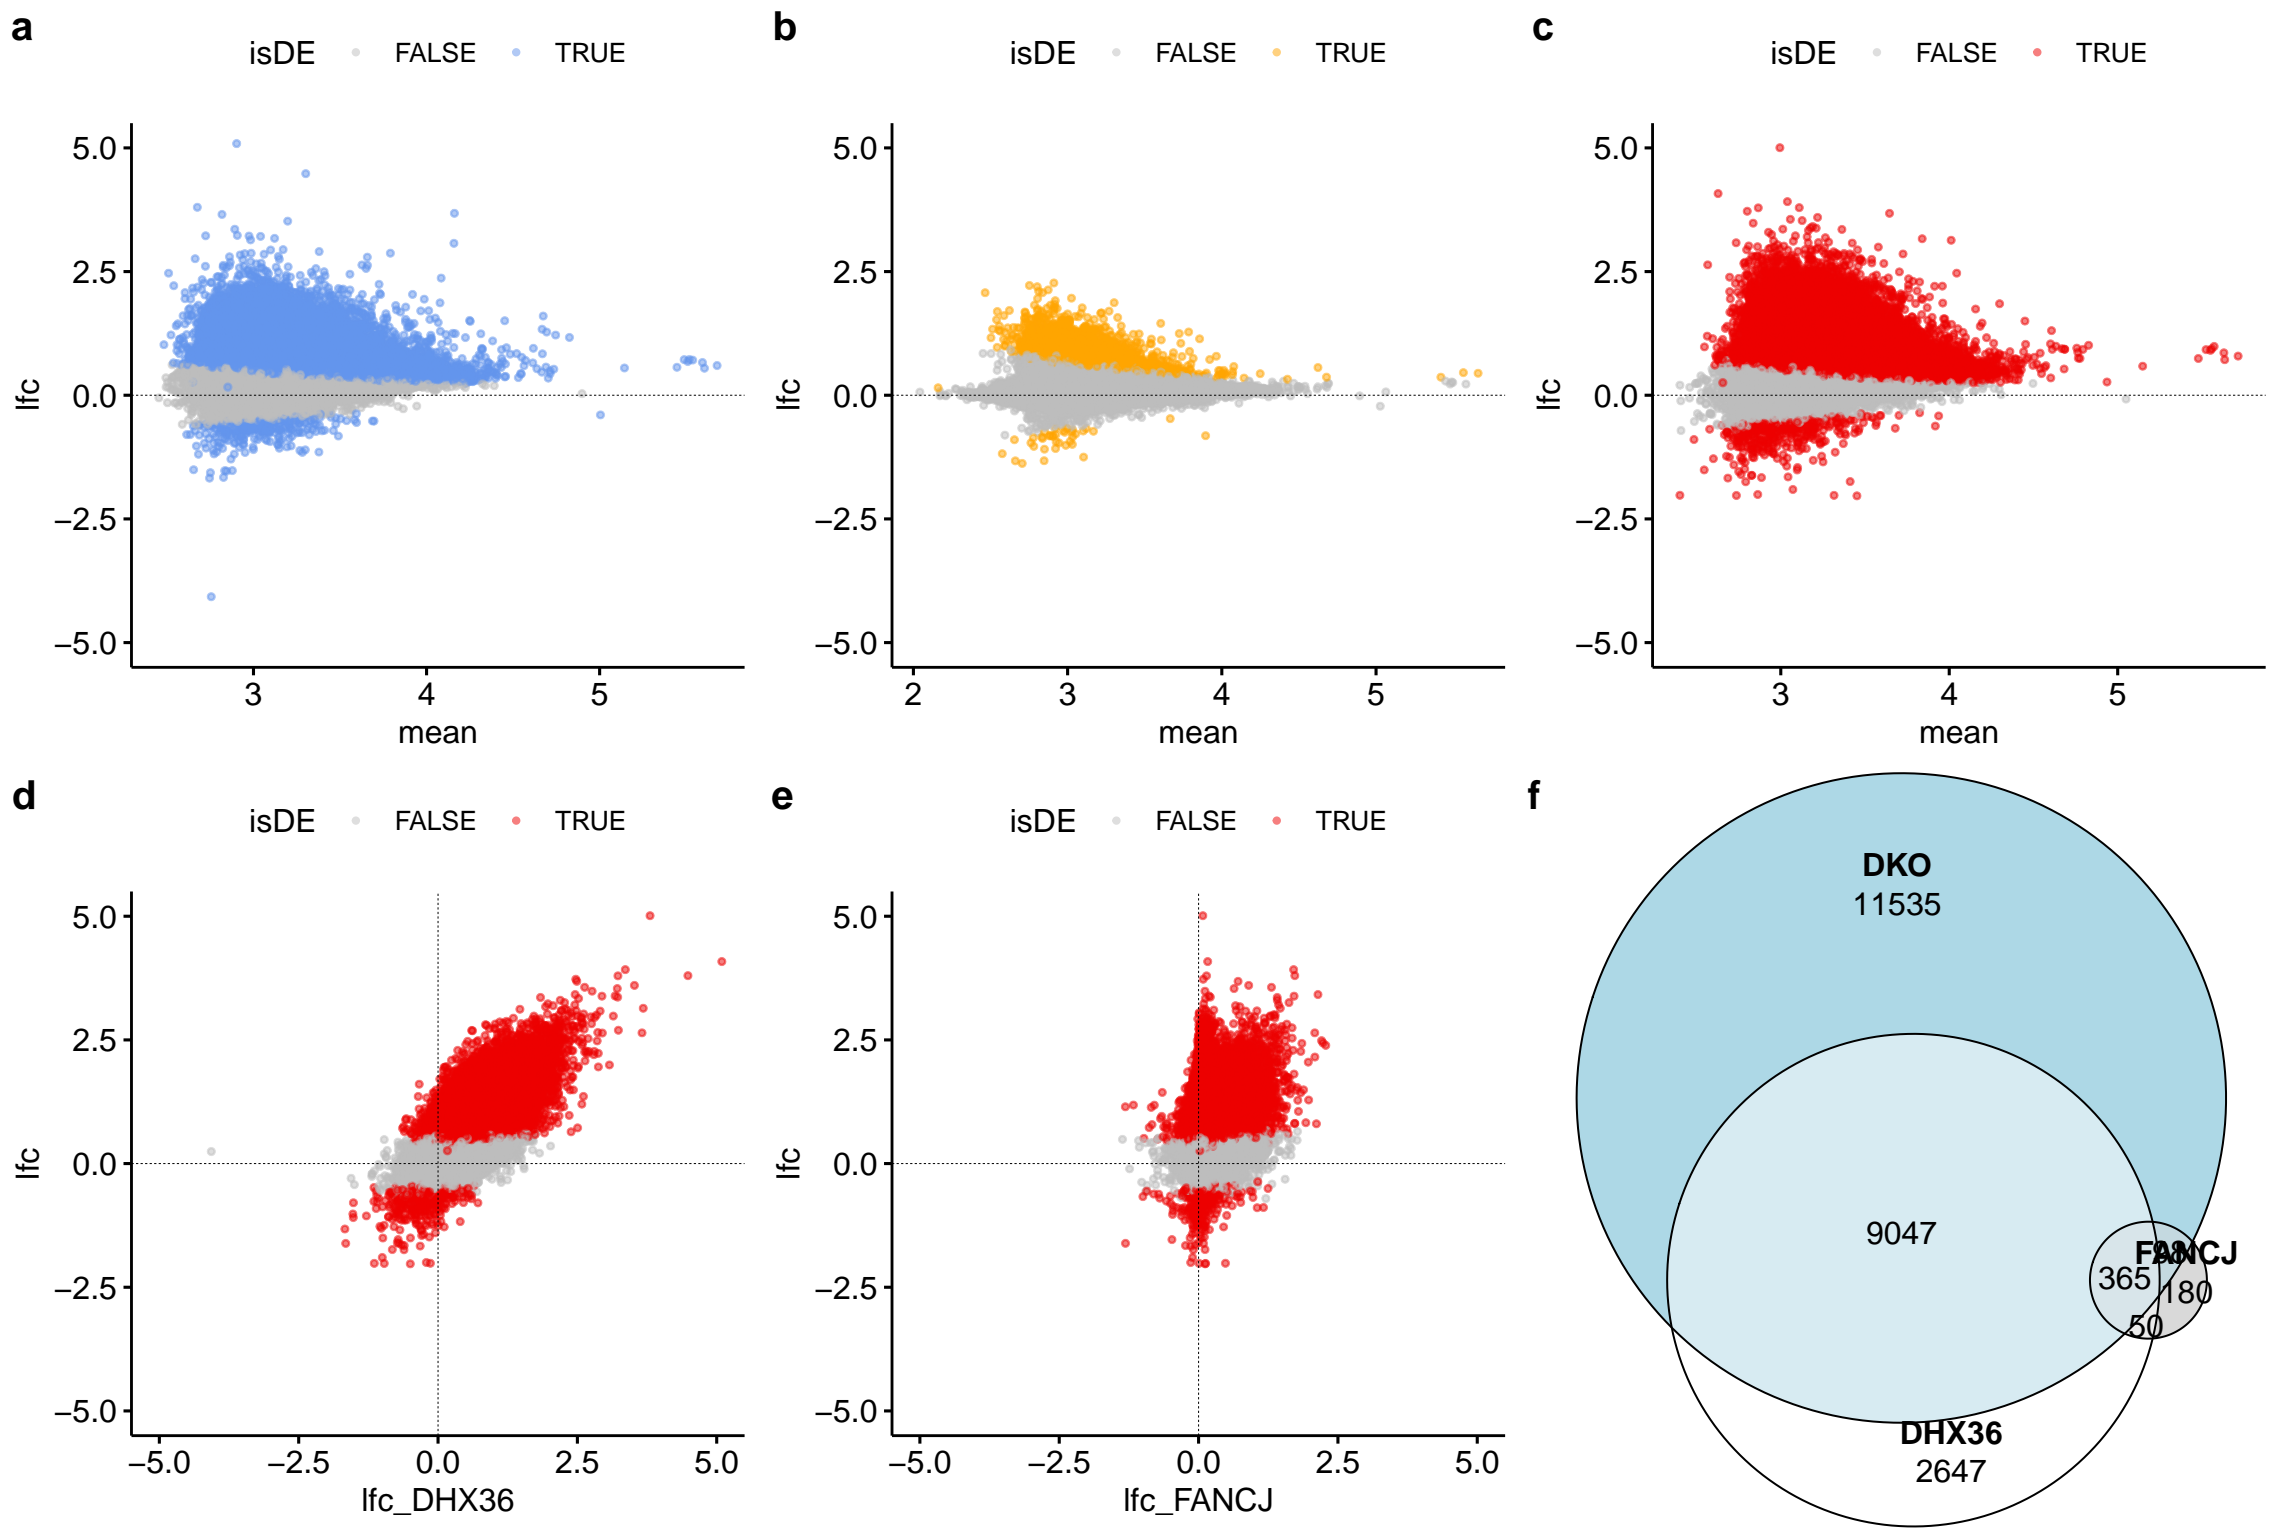 a
isDE FALSE TRUE
5.0
2.5
0.0
−2.5
−5.0
lfc
3 4 5
mean
b
isDE FALSE TRUE
5.0
2.5
0.0
−2.5
−5.0
lfc
2 3 4 5
mean
c
isDE FALSE TRUE
5.0
2.5
0.0
−2.5
−5.0
lfc
3 4 5
mean
d
isDE FALSE TRUE
5.0
2.5
0.0
−2.5
−5.0
lfc
−5.0 −2.5 0.0 2.5 5.0
lfc_DHX36
e
isDE FALSE TRUE
5.0
2.5
0.0
−2.5
−5.0
lfc
−5.0 −2.5 0.0 2.5 5.0
lfc_FANCJ
f
DKO
11535
9047
FANCJ
365
180
50
DHX36
2647